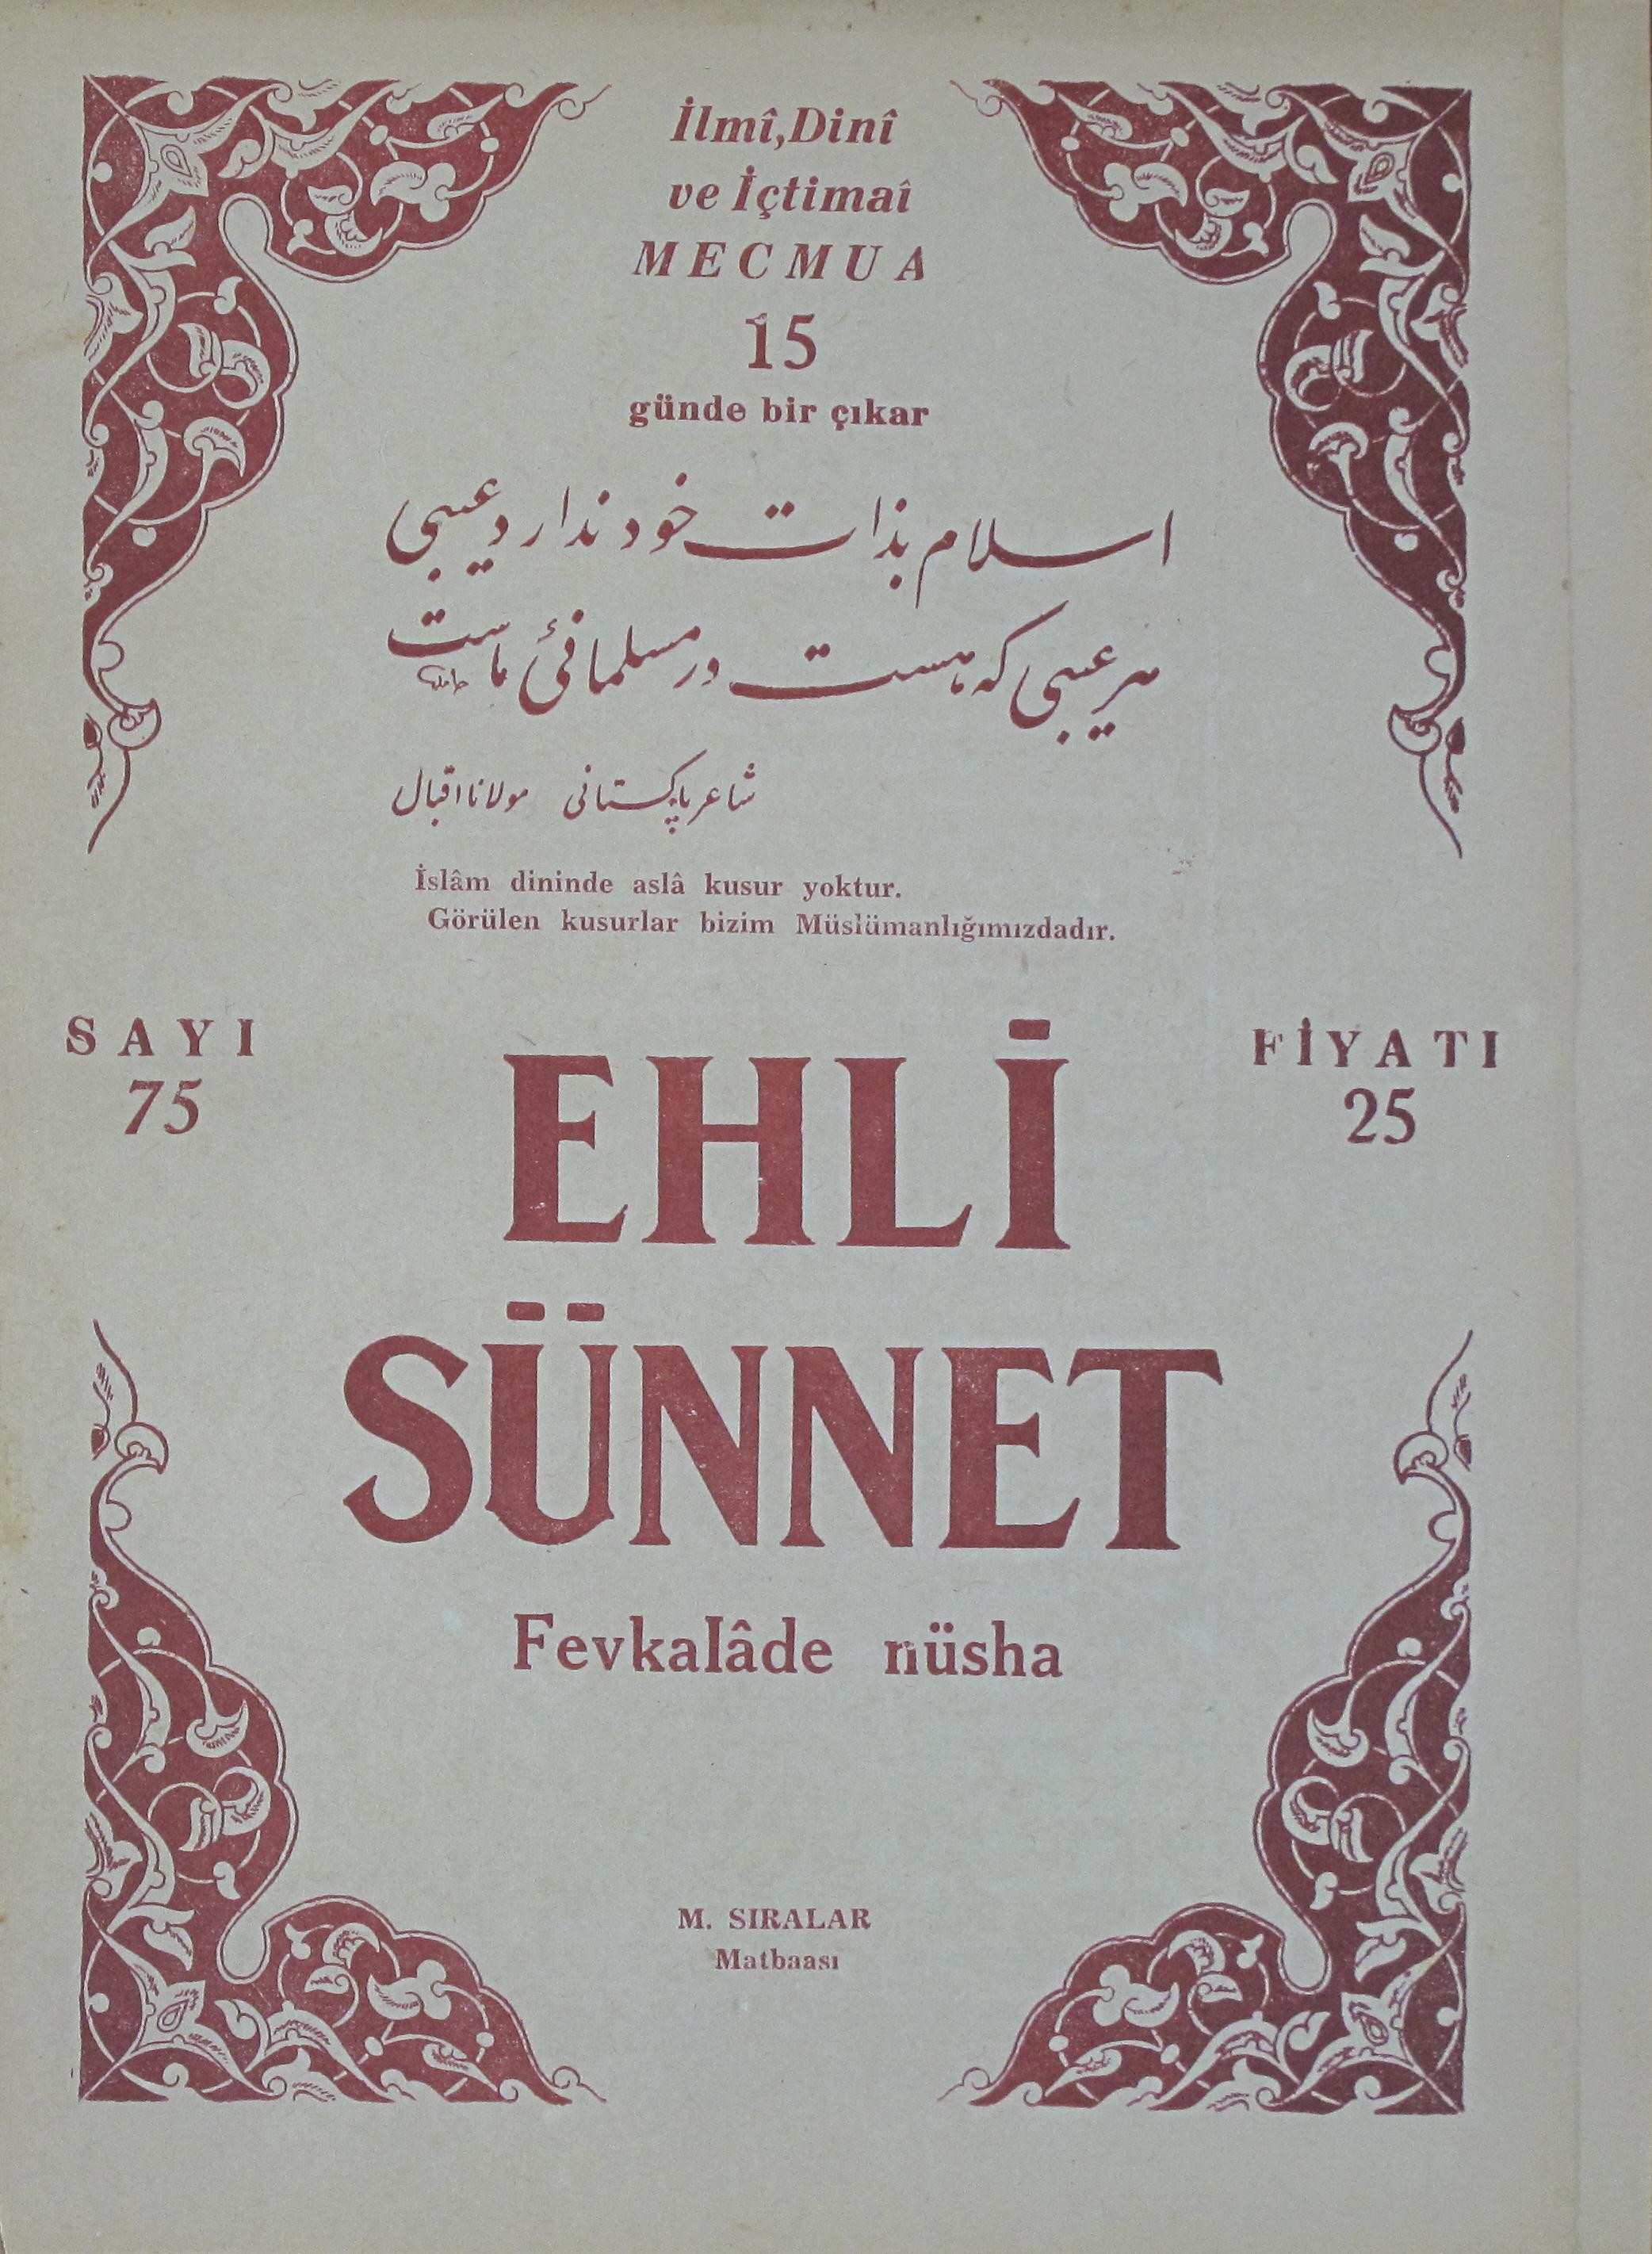 İlmî,Dinî
ve İçtimaî
MECMUA
15
günde bir çıkar
اسلام بذات خود ندارد عیبی
هر عیبی که هست در مسلمانئ ماست
شاعر پاکستانی مولانا اقبال
İslâm dininde aslâ kusur yoktur.
Görülen kusurlar bizim Müslümanlığımızdadır.
SAYI
75
FİYATI
25
EHLİ
SÜNNET
Fevkalâde nüsha
M. SIRALAR
Matbaası